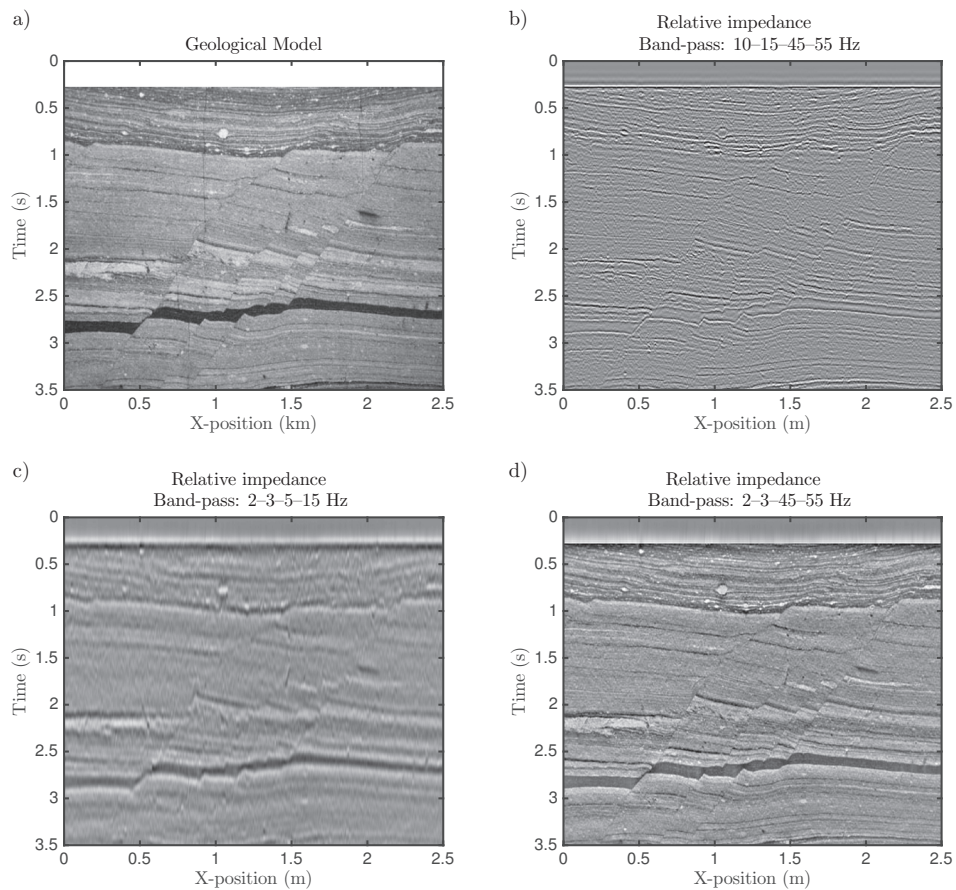 a)
Geological Model
0
0.5
1
1.5
2
2.5
3
3.5
Time (s)
0 0.5 1 1.5 2 2.5
X-position (km)
b)
Relative impedance
Band-pass: 10–15–45–55 Hz
0
0.5
1
1.5
2
2.5
3
3.5
Time (s)
0 0.5 1 1.5 2 2.5
X-position (m)
c)
Relative impedance
Band-pass: 2–3–5–15 Hz
0
0.5
1
1.5
2
2.5
3
3.5
Time (s)
0 0.5 1 1.5 2 2.5
X-position (m)
d)
Relative impedance
Band-pass: 2–3–45–55 Hz
0
0.5
1
1.5
2
2.5
3
3.5
Time (s)
0 0.5 1 1.5 2 2.5
X-position (m)